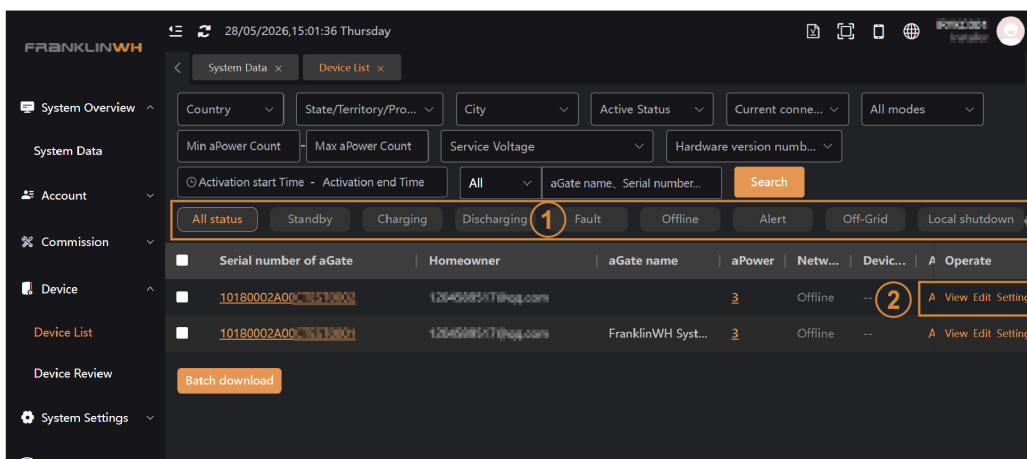 28/05/2026,15:01:36 Thursday
FRANKLINWH
System Data ×
Device List ×
System Overview
System Data
Account
Commission
Device
Device List
Device Review
System Settings
Country
State/Territory/Pro...
City
Active Status
Current conne...
All modes
Min aPower Count - Max aPower Count
Service Voltage
Hardware version numb...
Activation start Time - Activation end Time
All
aGate name、Serial number...
Search
All status
Standby
Charging
Discharging
1
Fault
Offline
Alert
Off-Grid
Local shutdown
Serial number of aGate
Homeowner
aGate name
aPower
Netw...
Devic...
A
Operate
10180002A00
3
Offline
--
2
A
View Edit Setting
10180002A00
FranklinWH Syst...
3
Offline
--
A
View Edit Setting
Batch download